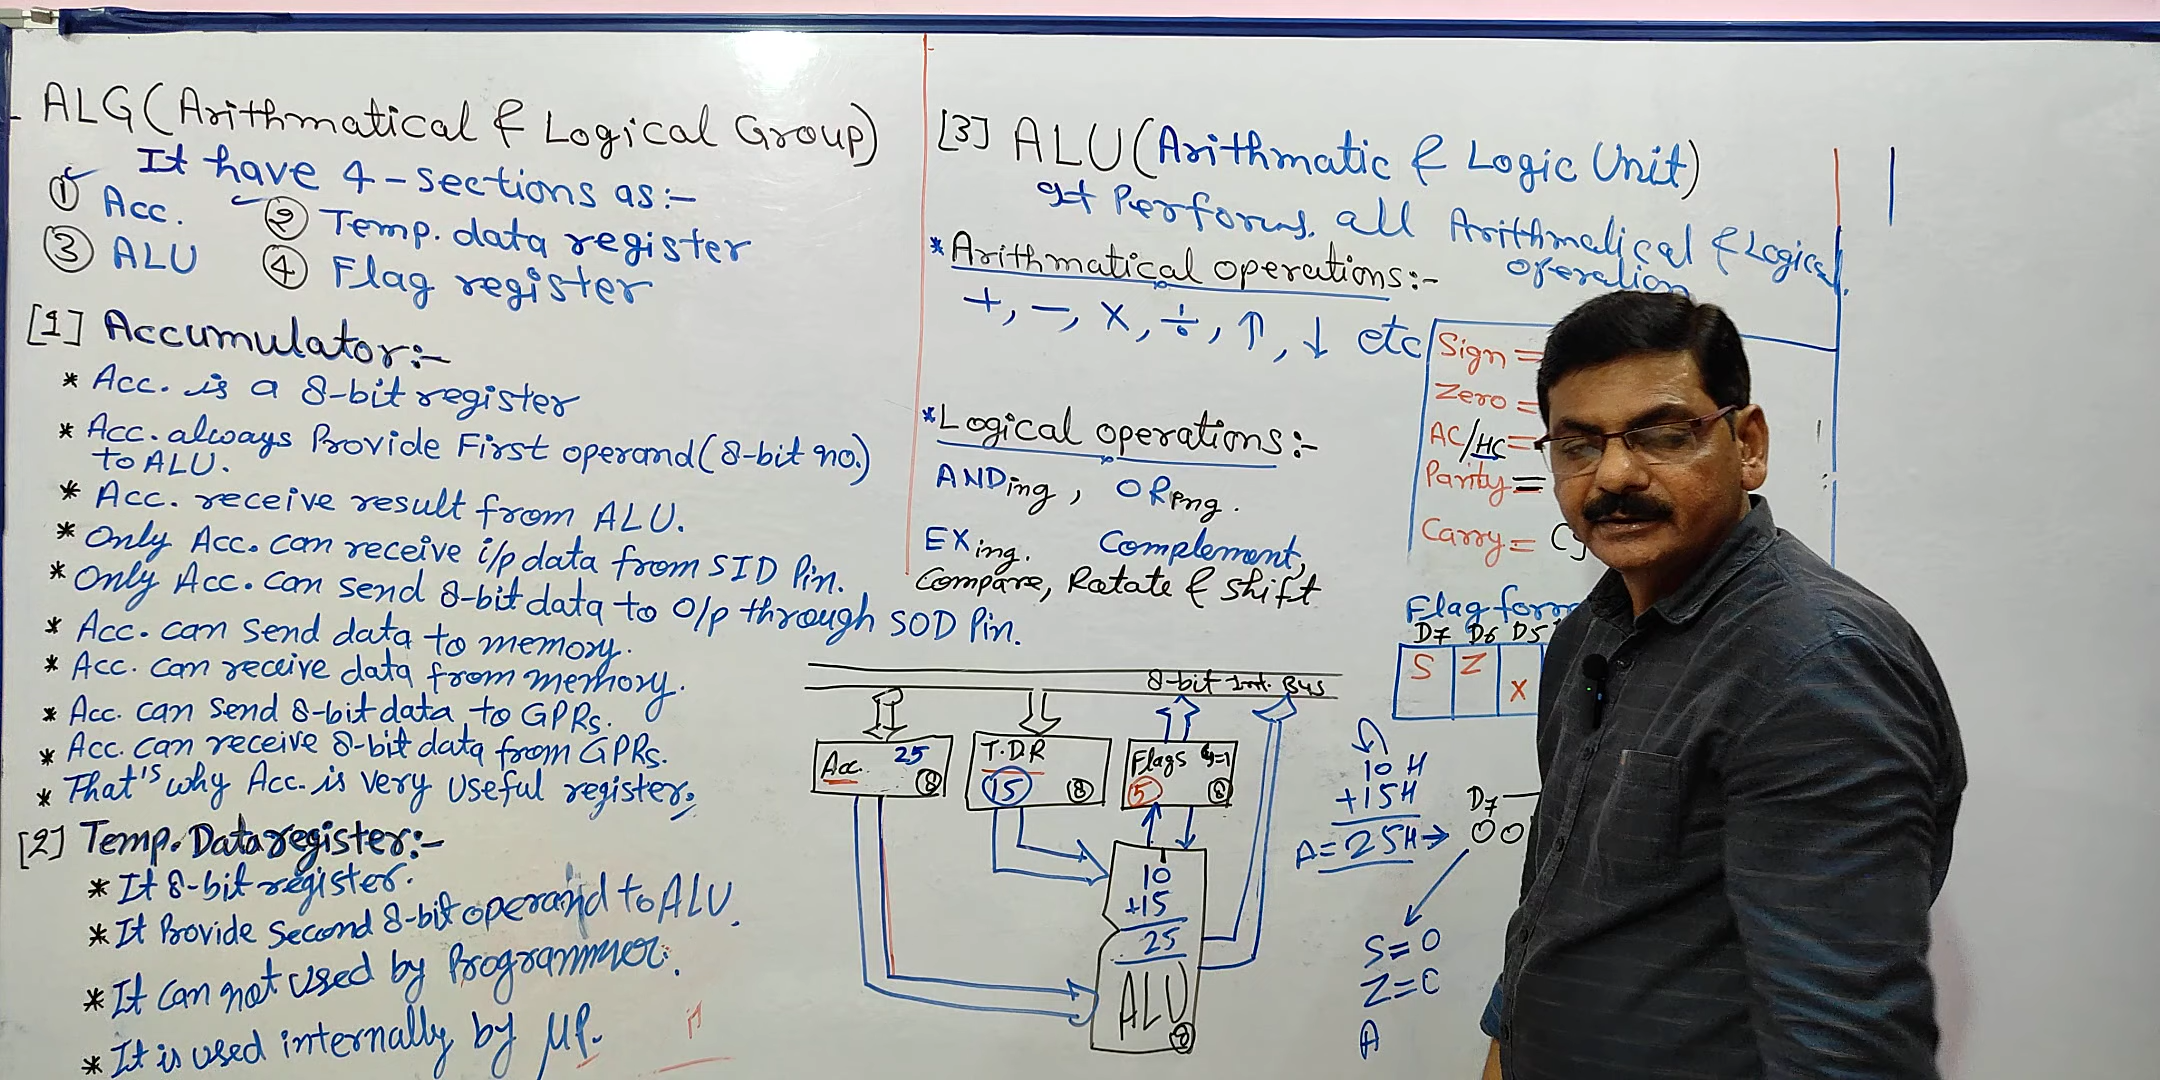 ALG (Arithmatical & Logical Group)
It have 4-sections as:-
① Acc. ② Temp. data register
③ ALU ④ Flag register
[1] Accumulator:-
* Acc. is a 8-bit register
* Acc. always Provide First operand (8-bit no.)
to ALU.
* Acc. receive result from ALU.
* Only Acc. can receive i/p data from SID Pin.
* Only Acc. can send 8-bit data to O/p through SOD Pin.
* Acc. can send data to memory.
* Acc. can receive data from memory.
* Acc. can send 8-bit data to GPRs.
* Acc. can receive 8-bit data from GPRs.
* That's why Acc. is very useful register.
[2] Temp. Data register:-
* It 8-bit register.
* It Provide Second 8-bit operand to ALU.
* It can not used by Programmer.
* It is used internally by μP.
[3] ALU (Arithmatic & Logic Unit)
It Performs all Arithmatical & Logical
operation
* Arithmatical operations:-
+, -, ×, ÷, ↑, ↓ etc
* Logical operations:-
ANDing, ORing.
EXing. Complement,
Compare, Rotate & Shift
8-bit Int. Bus
Acc. 25 ⑧
T.D.R
15 ⑧
Flags
5 ⑧
10
+15
25
ALU
⑧
Sign =
Zero =
AC/HC =
Parity =
Carry =
Flag
D7 D6 D5
S Z X
10 H
+15H
A=25H→
D7
00
S=0
Z=
A